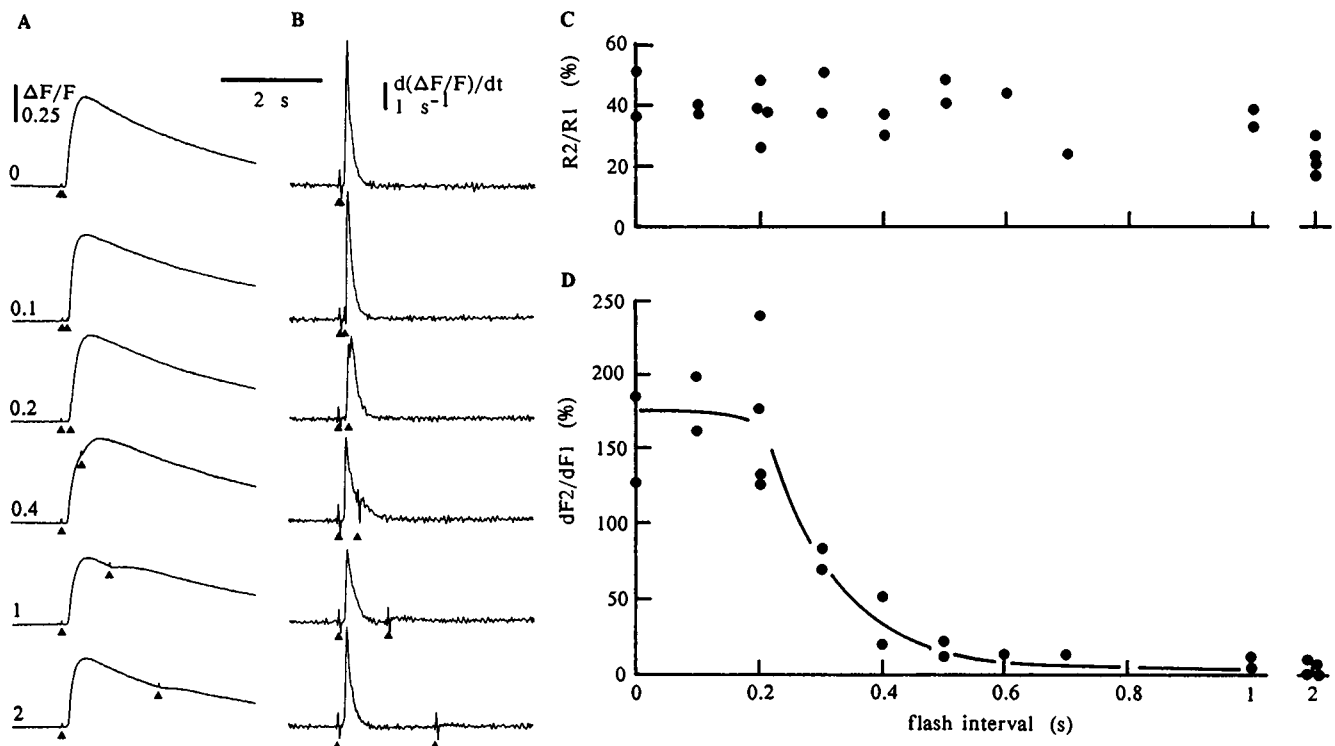 A
ΔF/F
0.25
0
0.1
0.2
0.4
1
2
B
2 s
d(ΔF/F)/dt
1 s-1
C
R2/R1 (%)
60
40
20
0
D
dF2/dF1 (%)
250
200
150
100
50
0
0 0.2 0.4 0.6 0.8 1 2
flash interval (s)